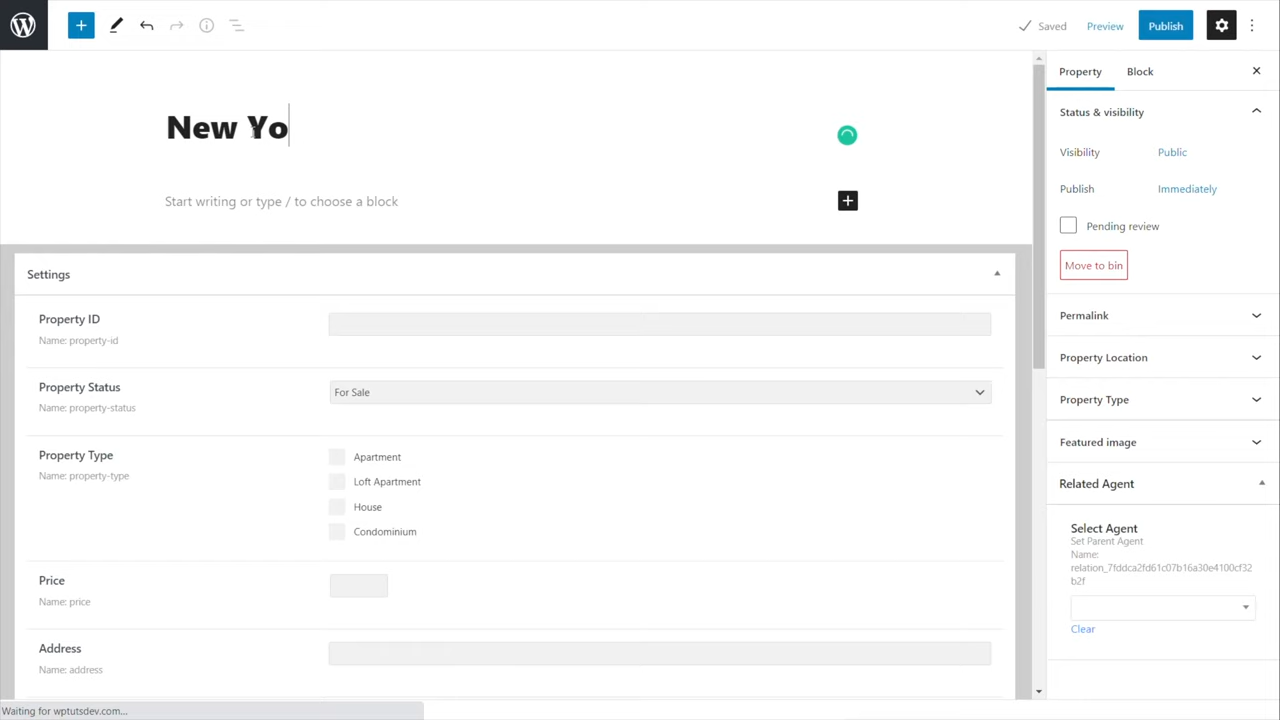 Saved
Preview
Publish
New Yo
Start writing or type / to choose a block
Settings
Property ID
Name: property-id
Property Status
Name: property-status
For Sale
Property Type
Name: property-type
Apartment
Loft Apartment
House
Condominium
Price
Name: price
Address
Name: address
Property
Block
Status & visibility
Visibility
Public
Publish
Immediately
Pending review
Move to bin
Permalink
Property Location
Property Type
Featured image
Related Agent
Select Agent
Set Parent Agent
Name:
relation_7fddca2fd61c07b16a30e4100cf32
b2f
Clear
Waiting for wptutsdev.com...